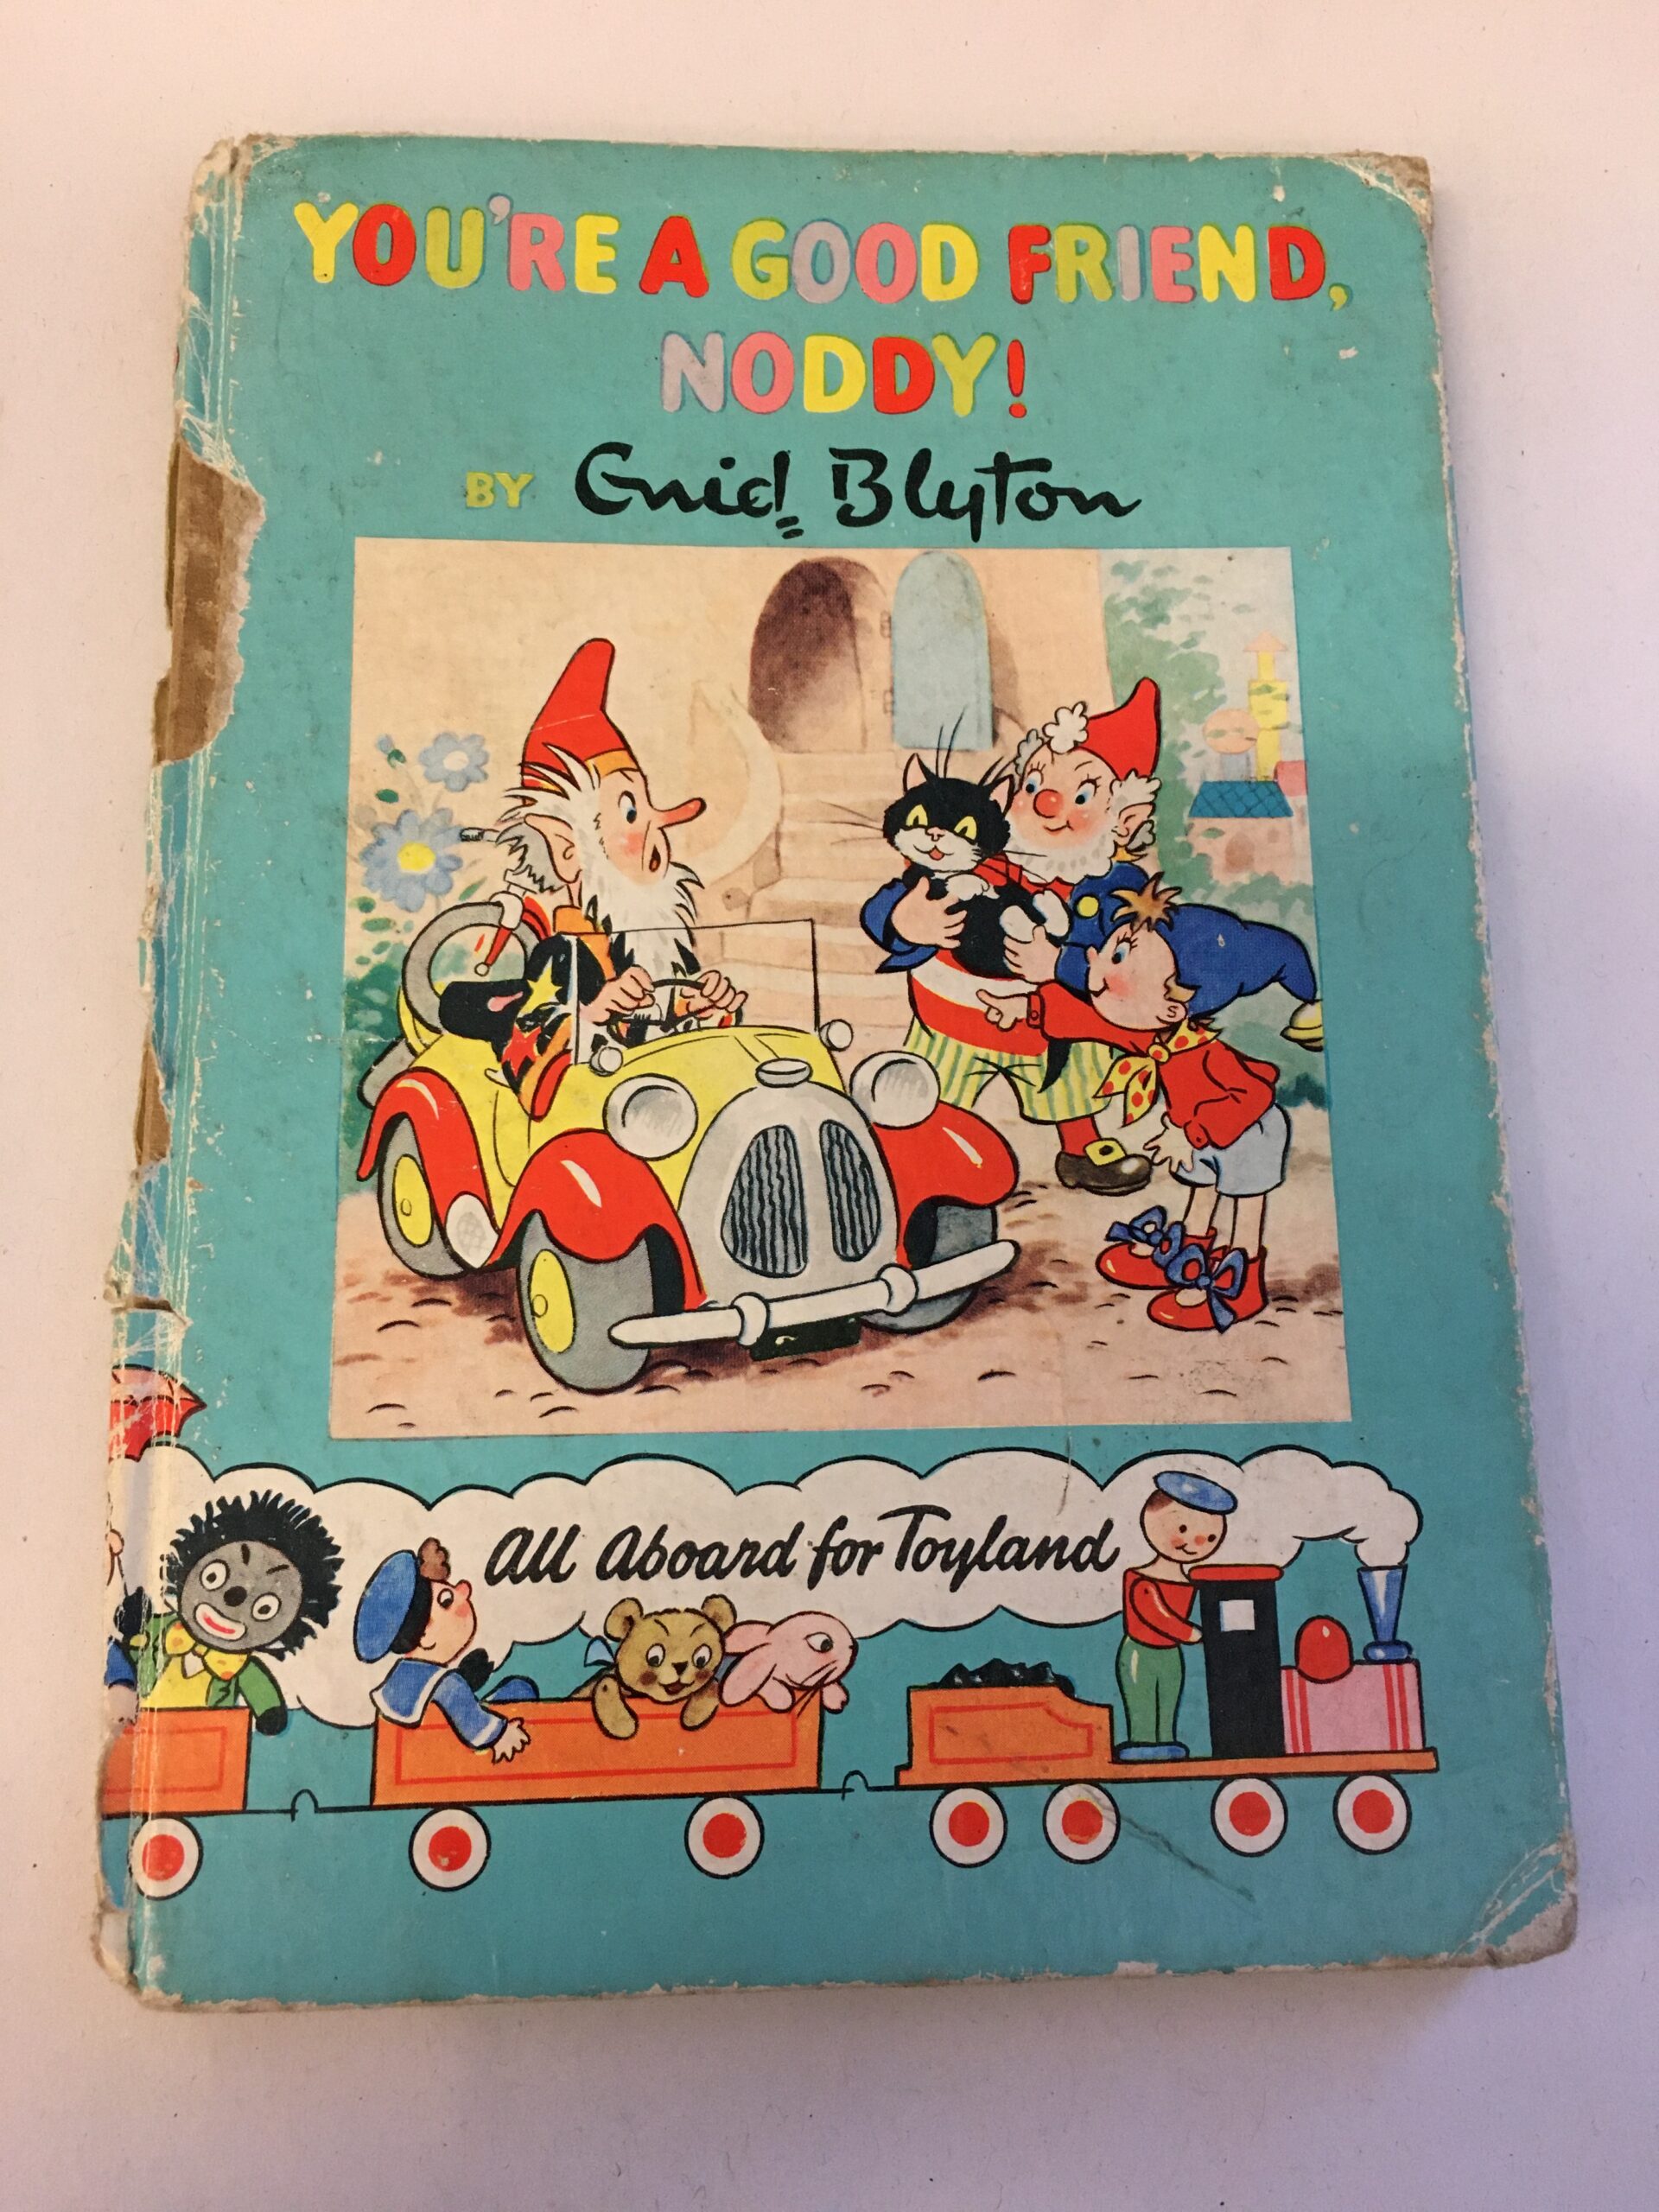 YOU'RE A GOOD FRIEND,
NODDY!
BY Enid Blyton
All Aboard for Toyland